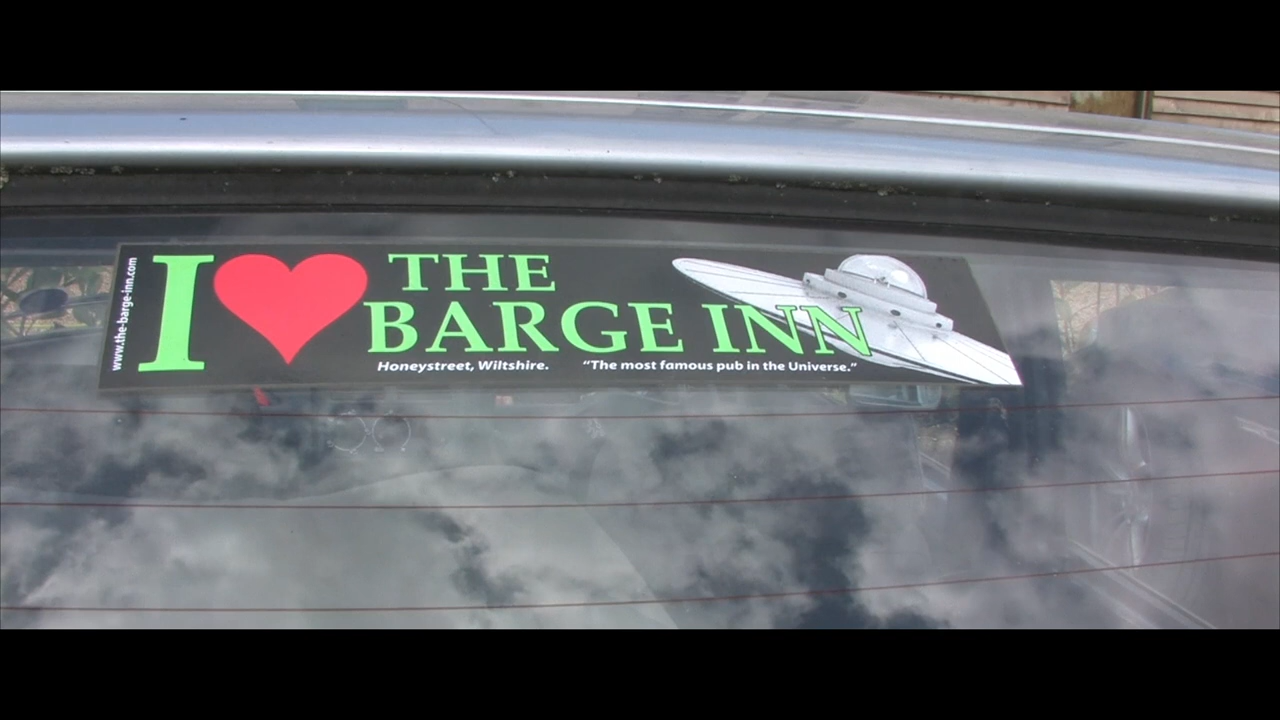 www.the-barge-inn.com
I THE
BARGE INN
Honeystreet, Wiltshire. "The most famous pub in the Universe."